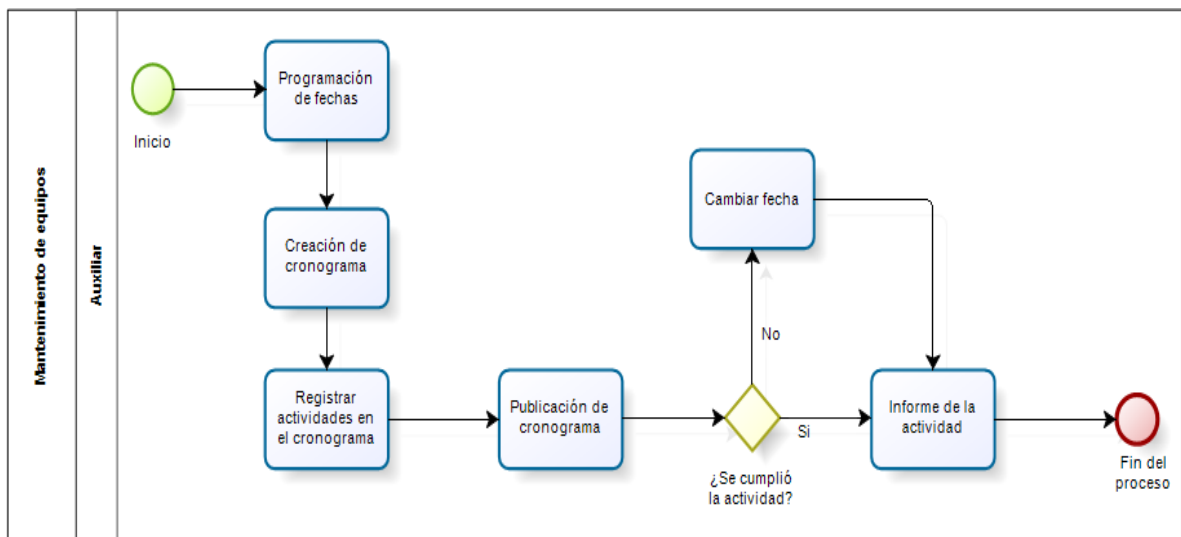 Mantenimiento de equipos
Auxiliar
Inicio
Programación
de fechas
Creación de
cronograma
Registrar
actividades en
el cronograma
Publicación de
cronograma
¿Se cumplió
la actividad?
No
Si
Cambiar fecha
Informe de la
actividad
Fin del
proceso